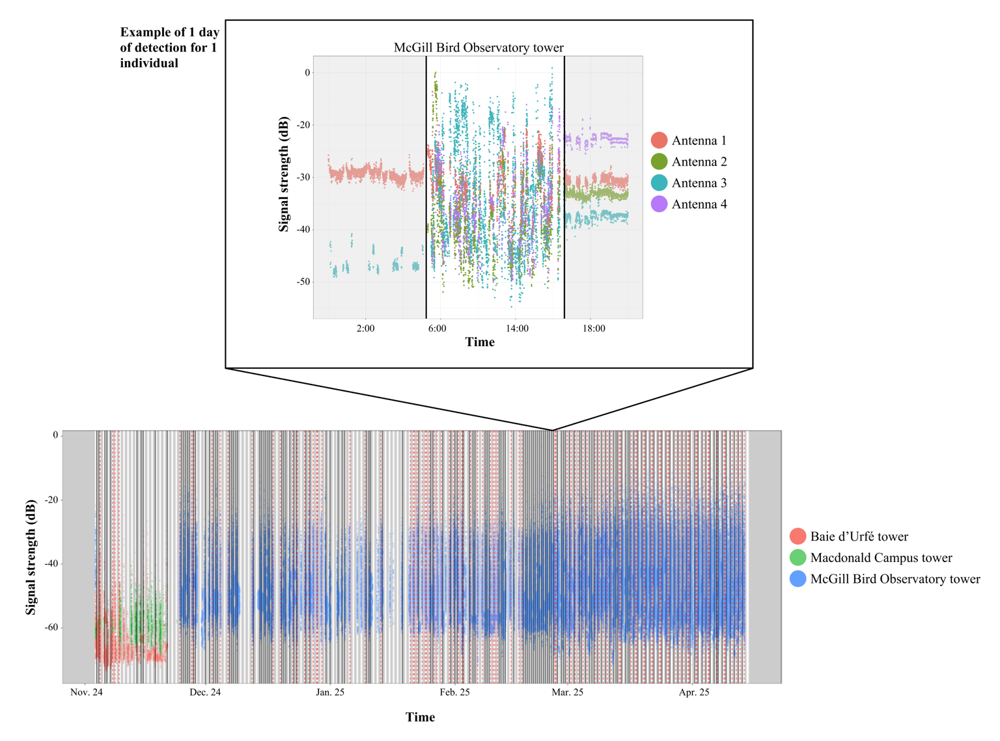 Example of 1 day
of detection for 1
individual
McGill Bird Observatory tower
0
-20
-30
-40
-50
Signal strength (dB)
2:00
6:00
14:00
18:00
Time
Antenna 1
Antenna 2
Antenna 3
Antenna 4
0
-20
-40
-60
Signal strength (dB)
Nov. 24
Dec. 24
Jan. 25
Feb. 25
Mar. 25
Apr. 25
Time
Baie d’Urfé tower
Macdonald Campus tower
McGill Bird Observatory tower